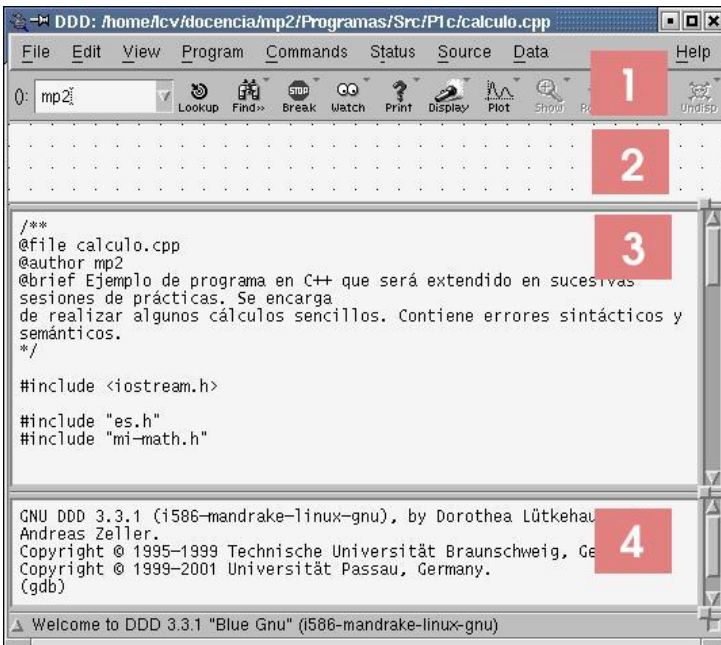 DDD: /home/lcv/docencia/mp2/Programas/Src/P1c/calculo.cpp
File Edit View Program Commands Status Source Data Help
1
(): mp2 Lookup Find» Break Watch Print Display Plot Show Undisp
2
3
/**
@file calculo.cpp
@author mp2
@brief Ejemplo de programa en C++ que será extendido en sucesivas
sesiones de prácticas. Se encarga
de realizar algunos cálculos sencillos. Contiene errores sintácticos y
semánticos.
*/
#include <iostream.h>
#include "es.h"
#include "mi-math.h"
4
GNU DDD 3.3.1 (i586-mandrake-linux-gnu), by Dorothea
Andreas Zeller.
Copyright © 1995-1999 Technische Universität Braunschweig,
Copyright © 1999-2001 Universität Passau, Germany.
(gdb)
Welcome to DDD 3.3.1 "Blue Gnu" (i586-mandrake-linux-gnu)